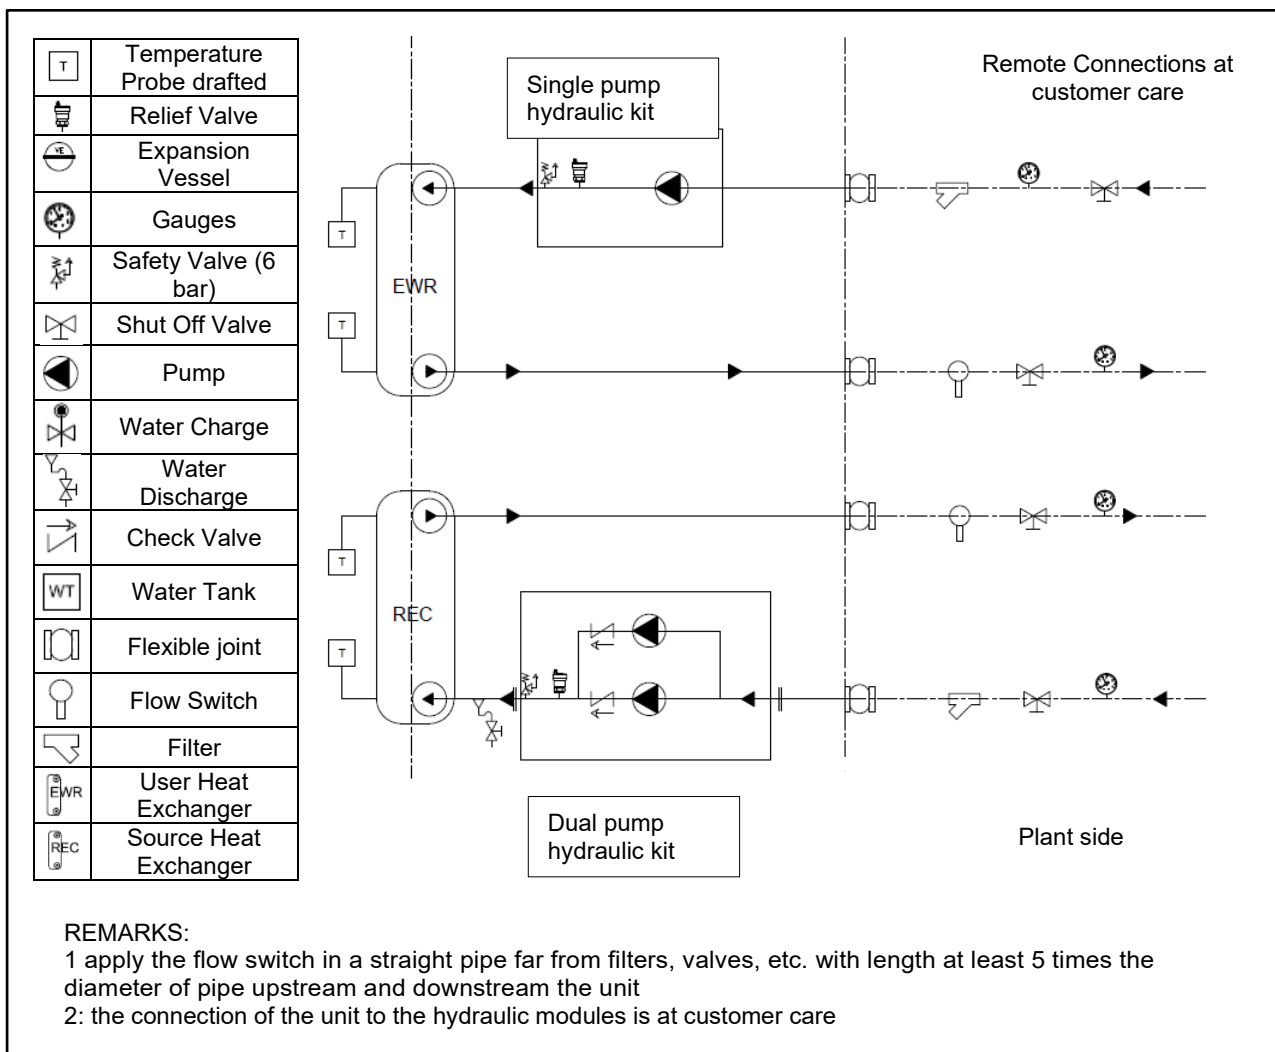 T
Temperature
Probe drafted
Relief Valve
VE
Expansion
Vessel
Gauges
Safety Valve (6
bar)
Shut Off Valve
Pump
Water Charge
Water
Discharge
Check Valve
WT
Water Tank
Flexible joint
Flow Switch
Filter
EWR
User Heat
Exchanger
REC
Source Heat
Exchanger
Single pump
hydraulic kit
Remote Connections at
customer care
T
EWR
T
T
REC
T
Dual pump
hydraulic kit
Plant side
REMARKS:
1 apply the flow switch in a straight pipe far from filters, valves, etc. with length at least 5 times the
diameter of pipe upstream and downstream the unit
2: the connection of the unit to the hydraulic modules is at customer care